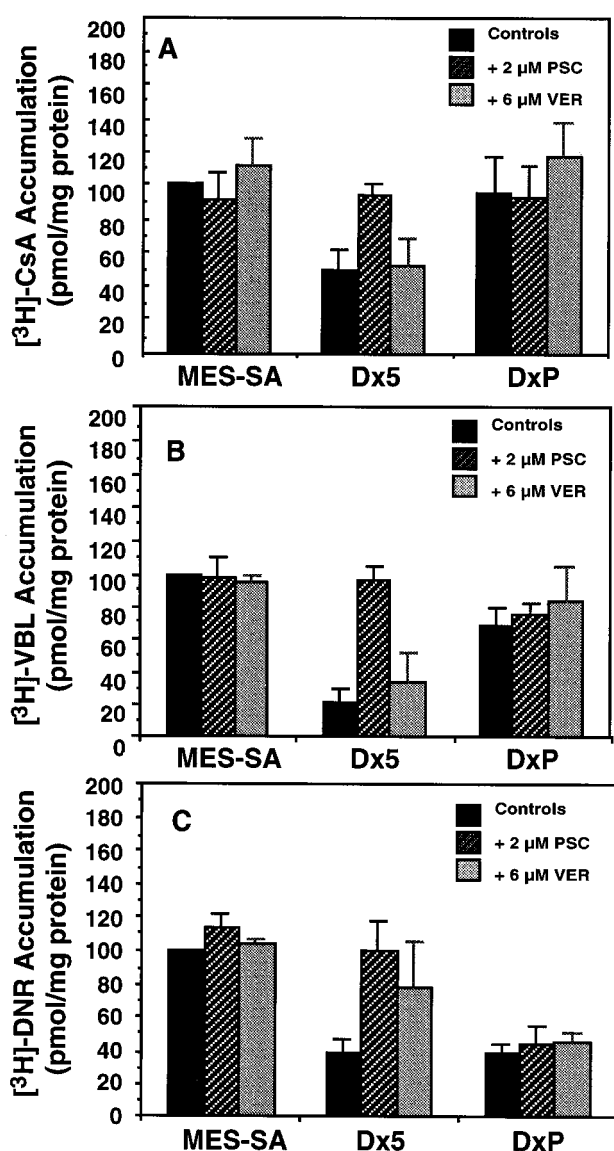 A
Controls
+ 2 µM PSC
+ 6 µM VER
[³H]-CsA Accumulation
(pmol/mg protein)
200
180
160
140
120
100
80
60
40
20
0
MES-SA Dx5 DxP
B
Controls
+ 2 µM PSC
+ 6 µM VER
[³H]-VBL Accumulation
(pmol/mg protein)
200
180
160
140
120
100
80
60
40
20
0
MES-SA Dx5 DxP
C
Controls
+ 2 µM PSC
+ 6 µM VER
[³H]-DNR Accumulation
(pmol/mg protein)
200
180
160
140
120
100
80
60
40
20
0
MES-SA Dx5 DxP